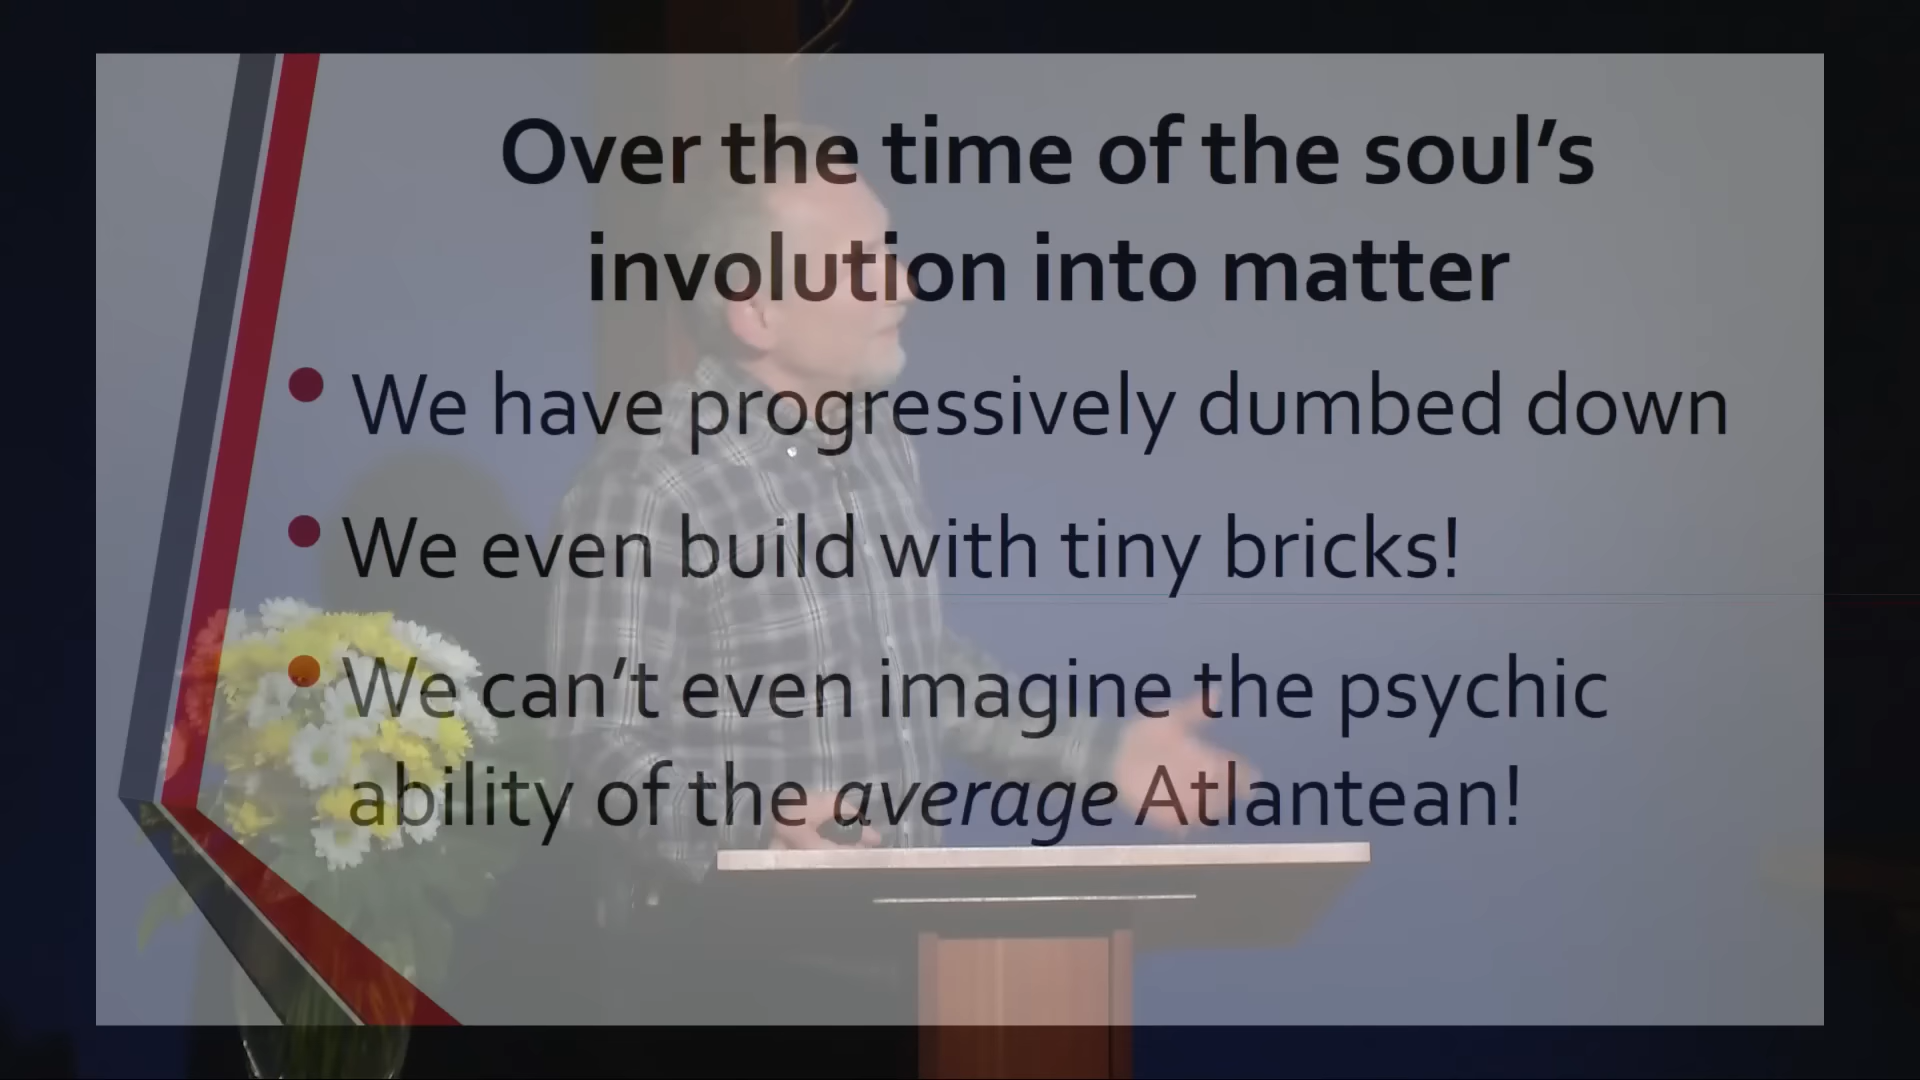 Over the time of the soul’s
involution into matter
• We have progressively dumbed down
• We even build with tiny bricks!
• We can’t even imagine the psychic
ability of the average Atlantean!